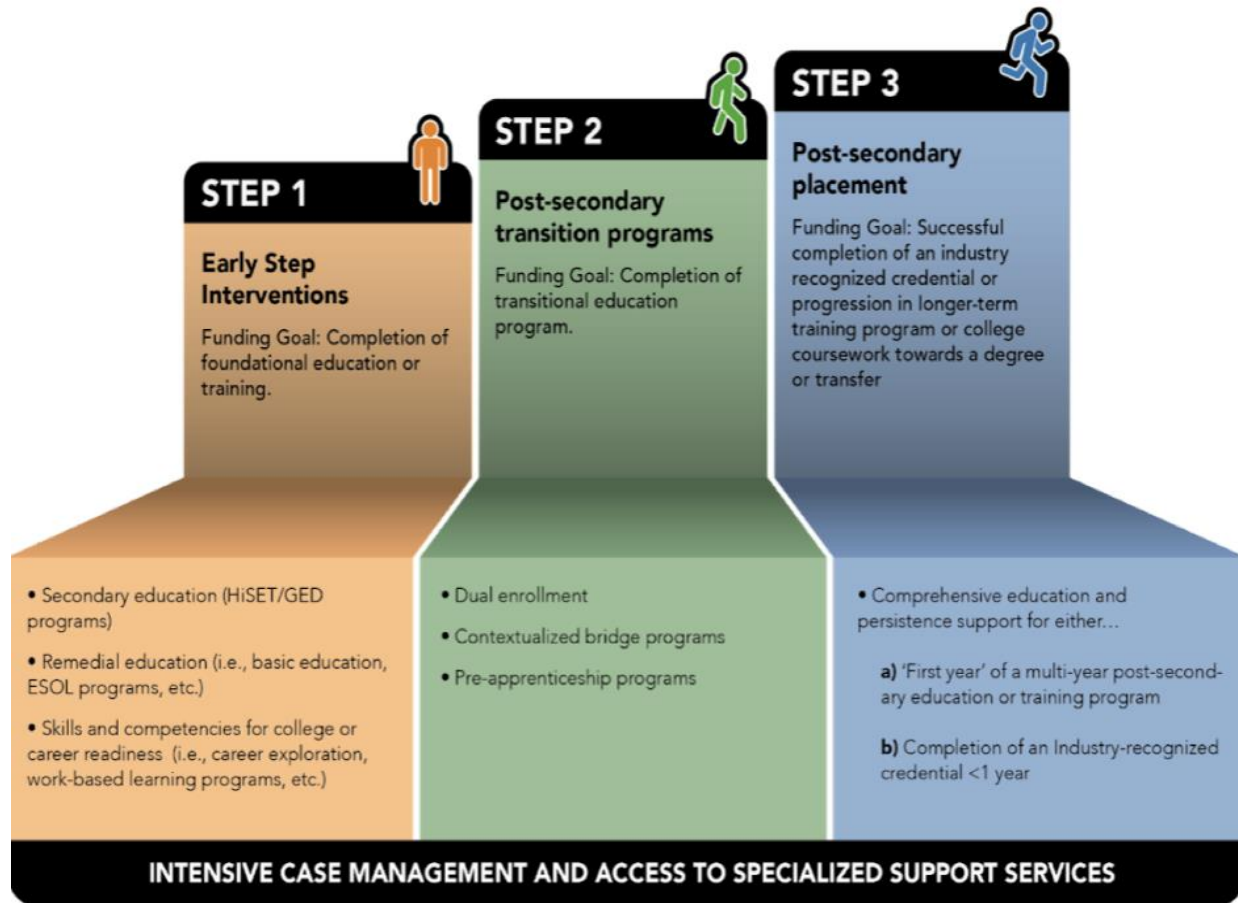 STEP 1
Early Step
Interventions
Funding Goal: Completion of
foundational education or
training.
• Secondary education (HiSET/GED
programs)
• Remedial education (i.e., basic education,
ESOL programs, etc.)
• Skills and competencies for college or
career readiness  (i.e., career exploration,
work-based learning programs, etc.)
STEP 2
Post-secondary
transition programs
Funding Goal: Completion of
transitional education
program.
• Dual enrollment
• Contextualized bridge programs
• Pre-apprenticeship programs
STEP 3
Post-secondary
placement
Funding Goal: Successful
completion of an industry
recognized credential or
progression in longer-term
training program or college
coursework towards a degree
or transfer
• Comprehensive education and
persistence support for either…
a) ‘First year’ of a multi-year post-second-
ary education or training program
b) Completion of an Industry-recognized
credential <1 year
INTENSIVE CASE MANAGEMENT AND ACCESS TO SPECIALIZED SUPPORT SERVICES